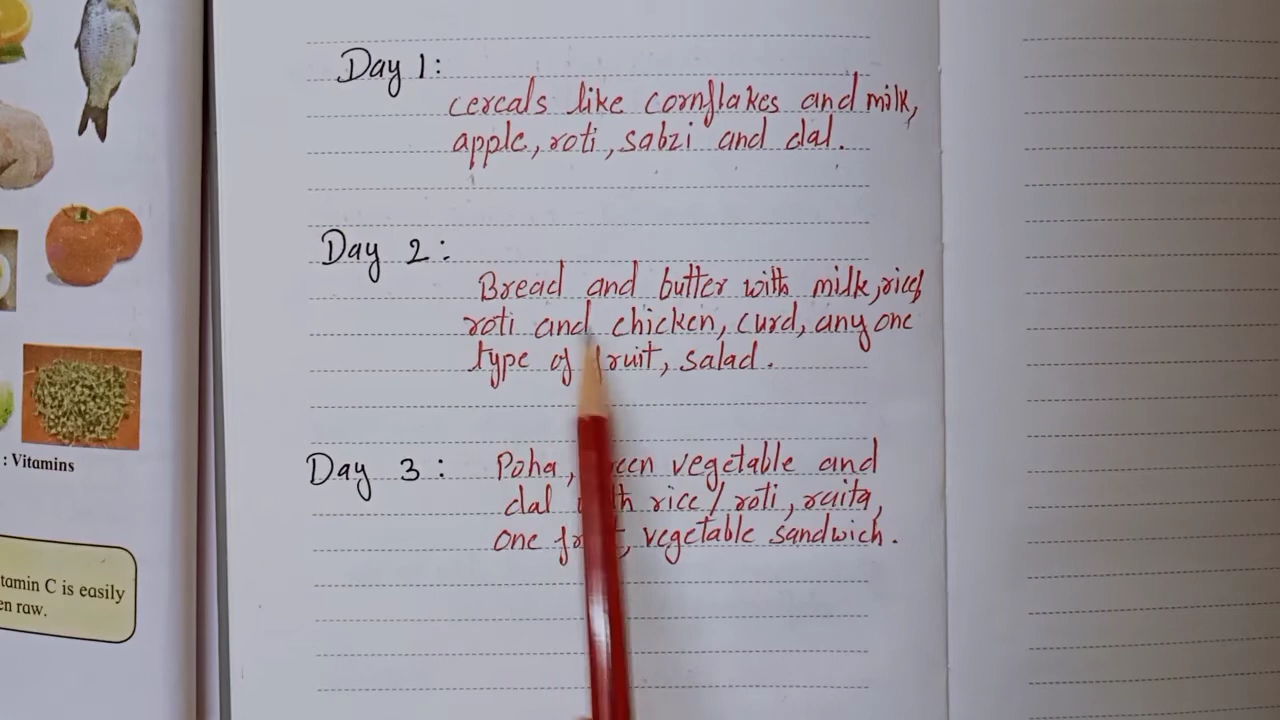 Day 1:
cereals like cornflakes and milk,
apple, roti, sabzi and dal.
Day 2:
Bread and butter with milk, rice/
roti and chicken, curd, any one
type of fruit, salad.
Day 3: Poha, vegetable and
dal rice/ roti, raita,
one vegetable sandwich.
: Vitamins
tamin C is easily
en raw.